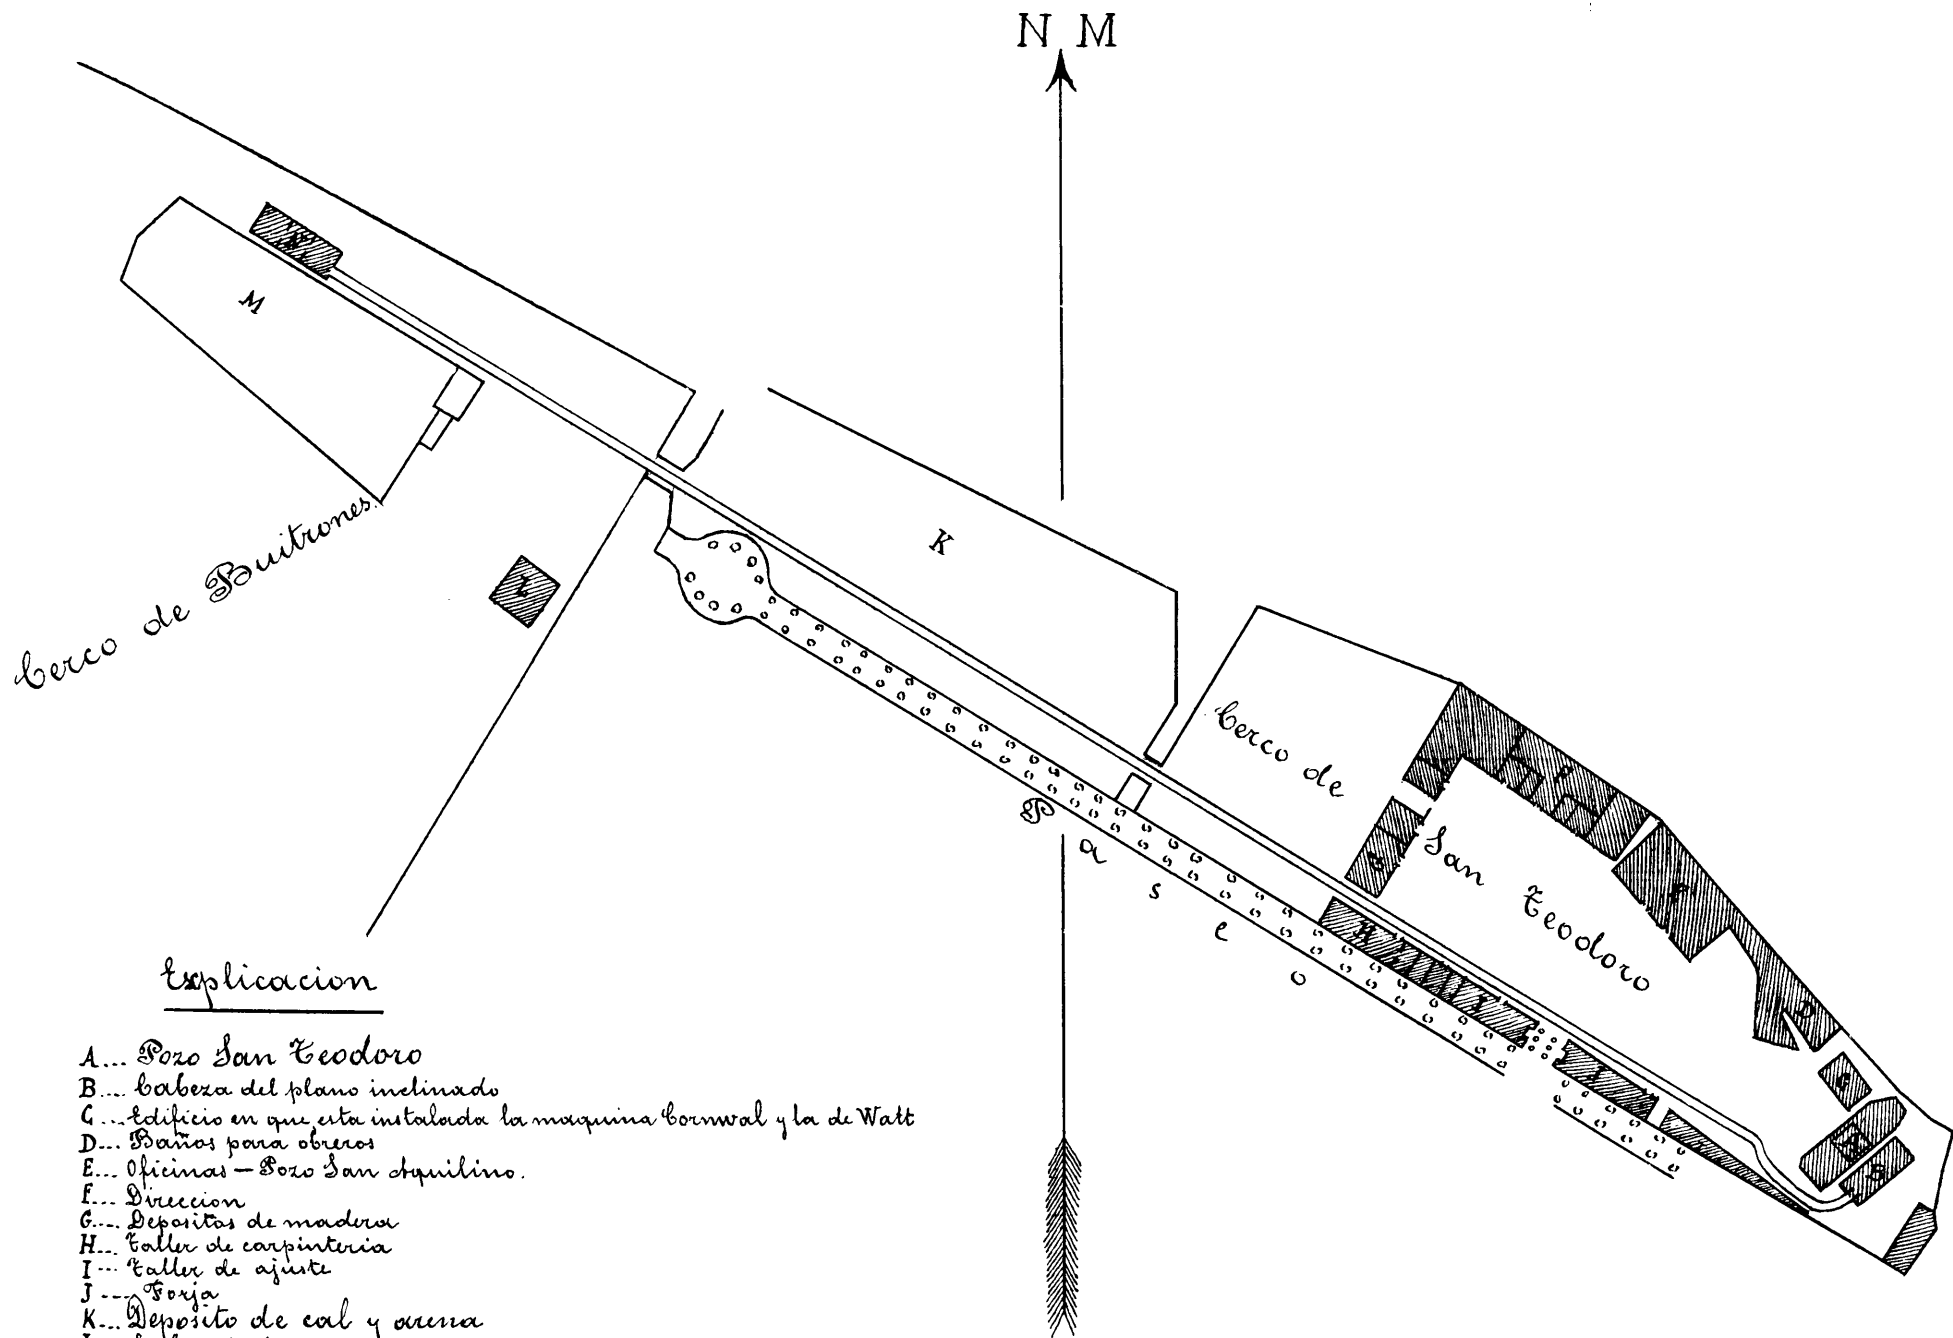 N M
N
M
K
L
Cerco de Buitrones
Cerco de
San Teodoro
Paseo
G
H
I
J
D
C
A
B
Explicacion
A... Pozo San Teodoro
B... Cabeza del plano inclinado
C... Edificio en que esta instalada la maquina Cornwal y la de Watt
D... Baños para obreros
E... Oficinas — Pozo San Aquilino.
F... Direccion
G.... Depositos de madera
H... Taller de carpinteria
I... Taller de ajuste
J.... Forja
K... Deposito de cal y arena